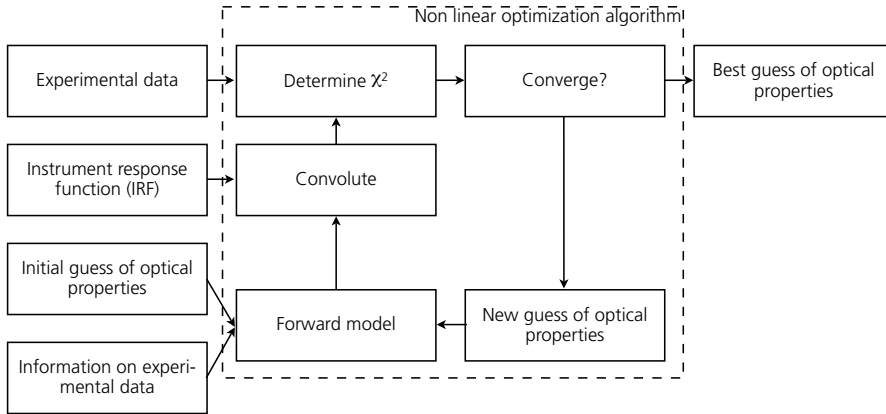 Non linear optimization algorithm
Experimental data
Determine χ²
Converge?
Best guess of optical
properties
Instrument response
function (IRF)
Convolute
Initial guess of optical
properties
Forward model
New guess of optical
properties
Information on experi-
mental data